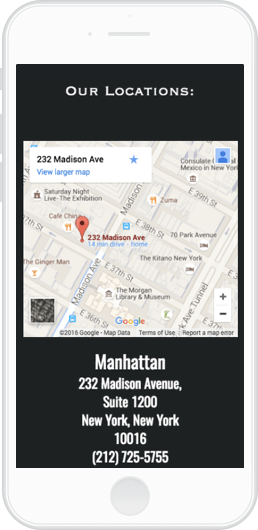 OUR LOCATIONS:
232 Madison Ave
View larger map
Consulate
Mexico in New York
Saturday Night
Live- The Exhibition
E 39th St
Zuma
Cafe China
Madison
E 38th St
232 Madison Ave
14 min drive - home
70 Park Avenue
The Kitano New York
The Ginger Man
E 37th St
Madison Ave
The Morgan
Library & Museum
Park Ave Tunnel
+
−
Google
©2016 Google - Map Data
Terms of Use
Report a map error
Manhattan
232 Madison Avenue,
Suite 1200
New York, New York
10016
(212) 725-5755